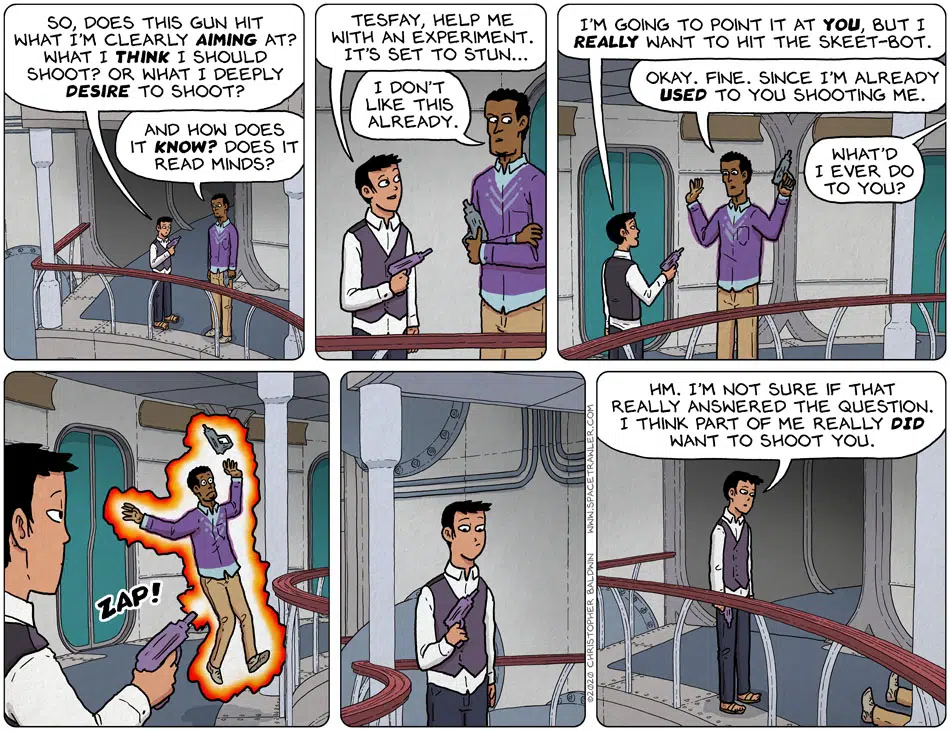 SO, DOES THIS GUN HIT
WHAT I'M CLEARLY AIMING AT?
WHAT I THINK I SHOULD
SHOOT? OR WHAT I DEEPLY
DESIRE TO SHOOT?
AND HOW DOES
IT KNOW? DOES IT
READ MINDS?
TESFAY, HELP ME
WITH AN EXPERIMENT.
IT'S SET TO STUN...
I DON'T
LIKE THIS
ALREADY.
I'M GOING TO POINT IT AT YOU, BUT I
REALLY WANT TO HIT THE SKEET-BOT.
OKAY. FINE. SINCE I'M ALREADY
USED TO YOU SHOOTING ME.
WHAT'D
I EVER DO
TO YOU?
ZAP!
©2020 CHRISTOPHER BALDWIN WWW.SPACETRAWLER.COM
HM. I'M NOT SURE IF THAT
REALLY ANSWERED THE QUESTION.
I THINK PART OF ME REALLY DID
WANT TO SHOOT YOU.